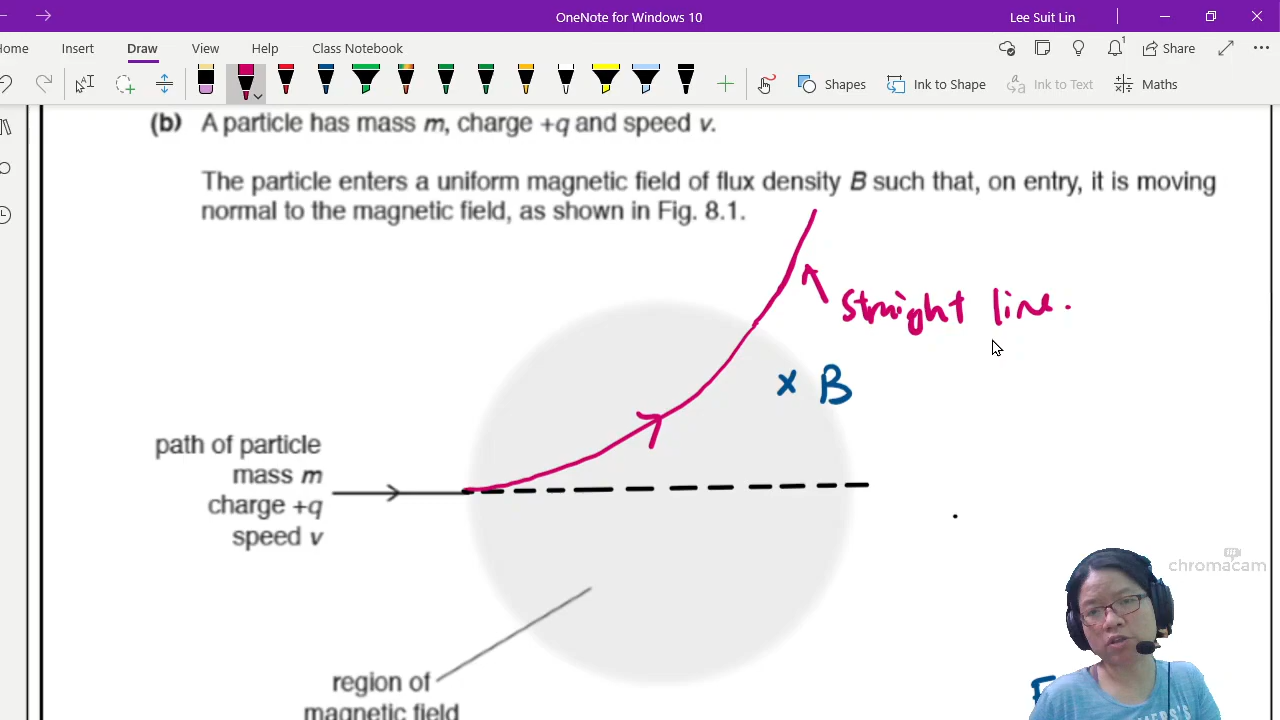 OneNote for Windows 10
Lee Suit Lin
ome Insert Draw View Help Class Notebook
1
Share
Shapes Ink to Shape Ink to Text Maths
(b) A particle has mass m, charge +q and speed v.
The particle enters a uniform magnetic field of flux density B such that, on entry, it is moving
normal to the magnetic field, as shown in Fig. 8.1.
straight line.
x B
path of particle
mass m
charge +q
speed v
chromacam
region of
magnetic field